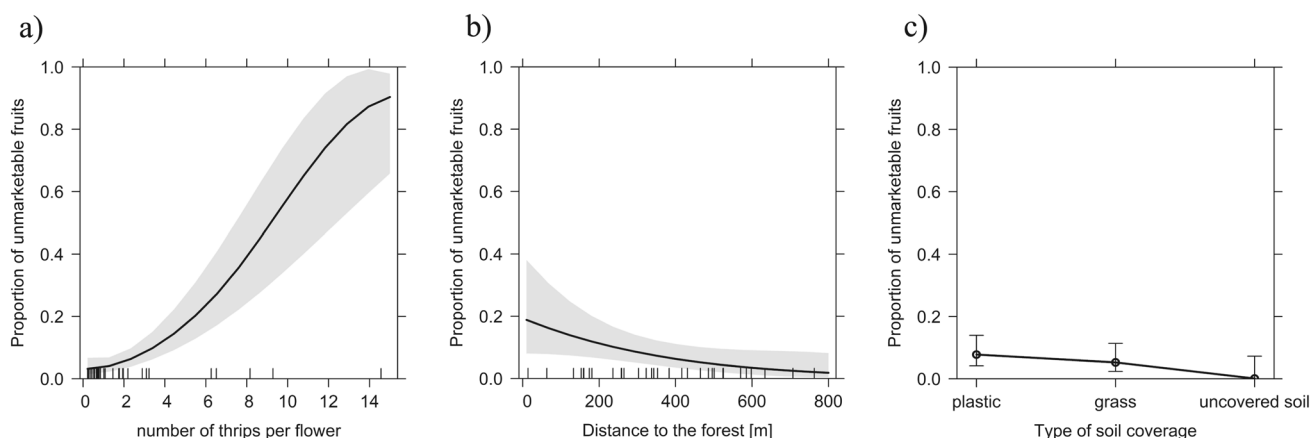 a)
Proportion of unmarketable fruits
1.0
0.8
0.6
0.4
0.2
0.0
0 2 4 6 8 10 12 14
number of thrips per flower
b)
Proportion of unmarketable fruits
1.0
0.8
0.6
0.4
0.2
0.0
0 200 400 600 800
Distance to the forest [m]
c)
Proportion of unmarketable fruits
1.0
0.8
0.6
0.4
0.2
0.0
plastic grass uncovered soil
Type of soil coverage